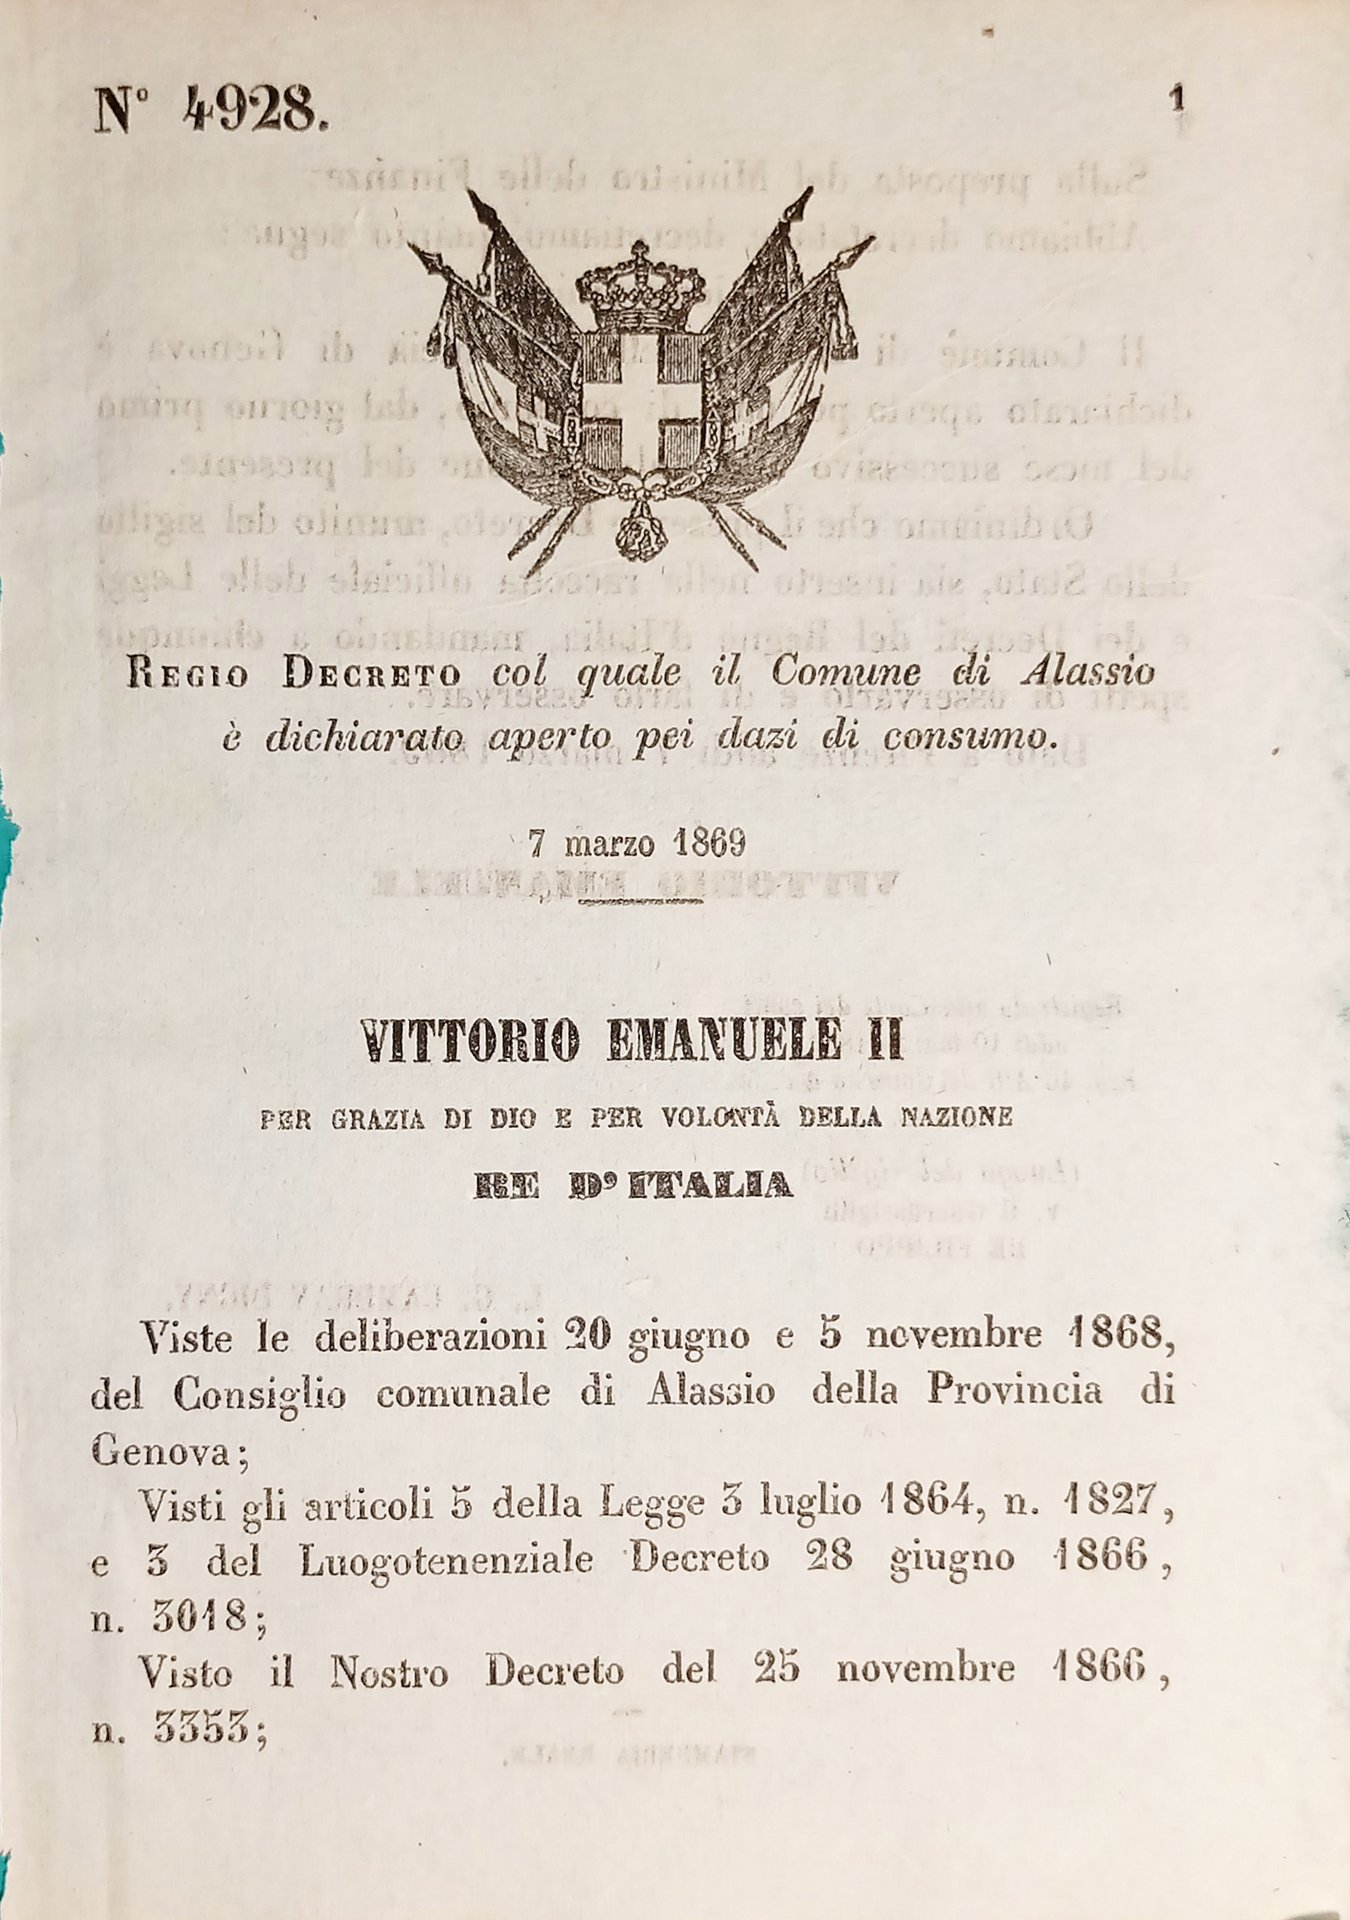 N° 4928.
1
REGIO DECRETO col quale il Comune di Alassio
è dichiarato aperto pei dazi di consumo.
7 marzo 1869
VITTORIO EMANUELE II
PER GRAZIA DI DIO E PER VOLONTÀ DELLA NAZIONE
RE D'ITALIA
Viste le deliberazioni 20 giugno e 5 novembre 1868,
del Consiglio comunale di Alassio della Provincia di
Genova;
Visti gli articoli 5 della Legge 3 luglio 1864, n. 1827,
e 3 del Luogotenenziale Decreto 28 giugno 1866,
n. 3018;
Visto il Nostro Decreto del 25 novembre 1866,
n. 3353;